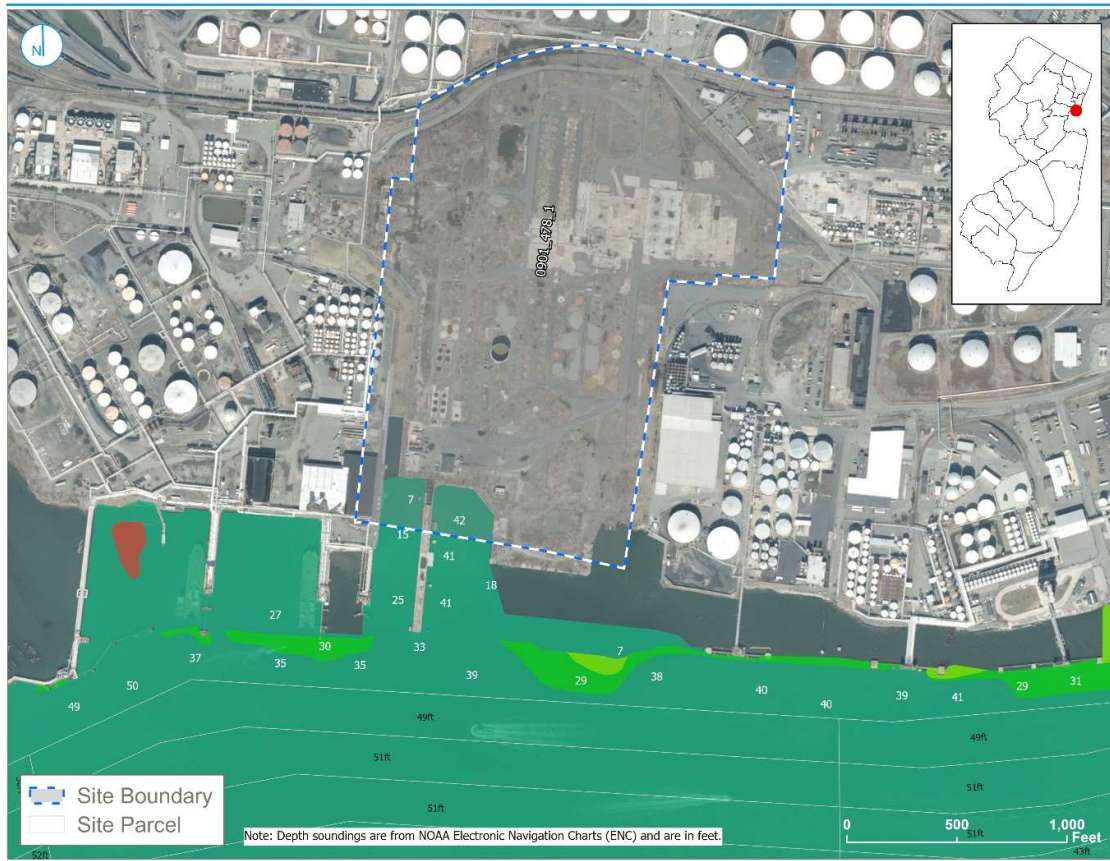 N
0901_478_1
7
42
15
41
18
25
41
27
30
33
7
37
35
35
39
29
38
50
40
40
39
41
29
31
49
49ft
49ft
51ft
51ft
51ft
51ft
52ft
43ft
Site Boundary
Site Parcel
Note: Depth soundings are from NOAA Electronic Navigation Charts (ENC) and are in feet.
0 500 1,000
Feet